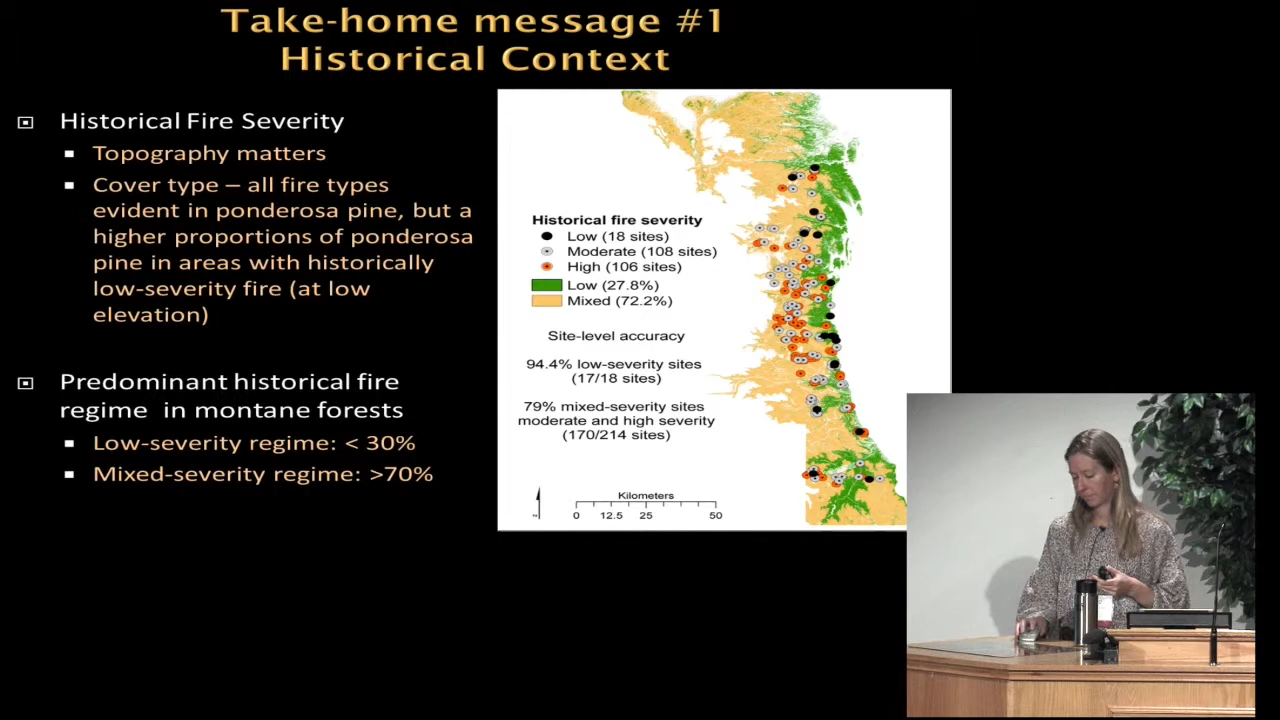 Take-home message #1
Historical Context
Historical Fire Severity
Topography matters
Cover type – all fire types
evident in ponderosa pine, but a
higher proportions of ponderosa
pine in areas with historically
low-severity fire (at low
elevation)
Predominant historical fire
regime in montane forests
Low-severity regime: < 30%
Mixed-severity regime: >70%
Historical fire severity
Low (18 sites)
Moderate (108 sites)
High (106 sites)
Low (27.8%)
Mixed (72.2%)
Site-level accuracy
94.4% low-severity sites
(17/18 sites)
79% mixed-severity sites
moderate and high severity
(170/214 sites)
Kilometers
0 12.5 25 50